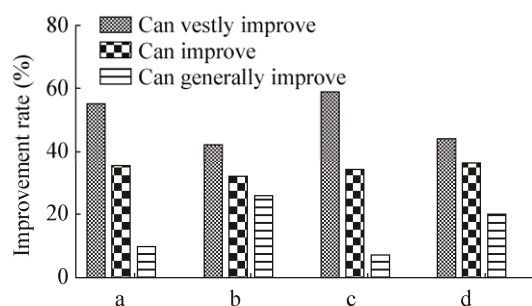 80
60
40
20
0
Improvement rate (%)
Can vestly improve
Can improve
Can generally improve
a b c d